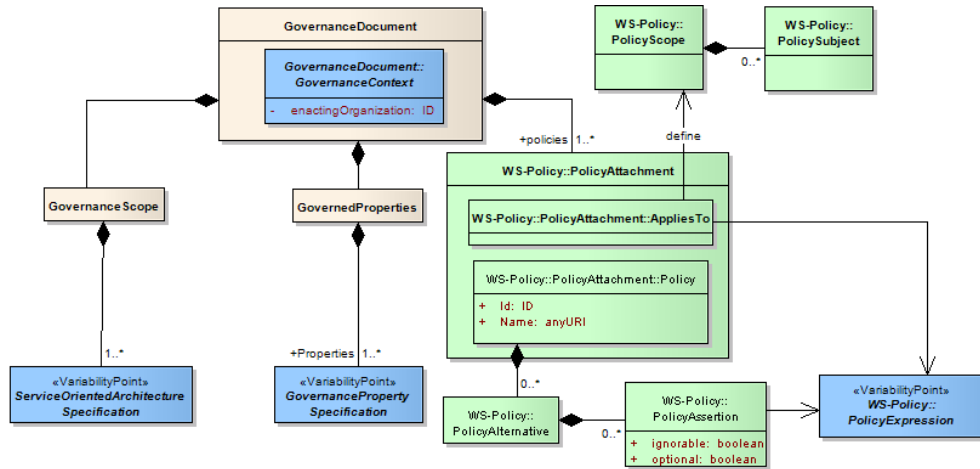 GovernanceDocument
GovernanceDocument::
GovernanceContext
- enactingOrganization: ID
WS-Policy::
PolicyScope
WS-Policy::
PolicySubject
0..*
define
+policies 1..*
WS-Policy::PolicyAttachment
WS-Policy::PolicyAttachment::AppliesTo
GovernanceScope
GovernedProperties
WS-Policy::PolicyAttachment::Policy
+ Id: ID
+ Name: anyURI
1..*
+Properties 1..*
0..*
«VariabilityPoint»
ServiceOrientedArchitecture
Specification
«VariabilityPoint»
GovernanceProperty
Specification
WS-Policy::
PolicyAlternative
0..*
WS-Policy::
PolicyAssertion
+ ignorable: boolean
+ optional: boolean
«VariabilityPoint»
WS-Policy::
PolicyExpression